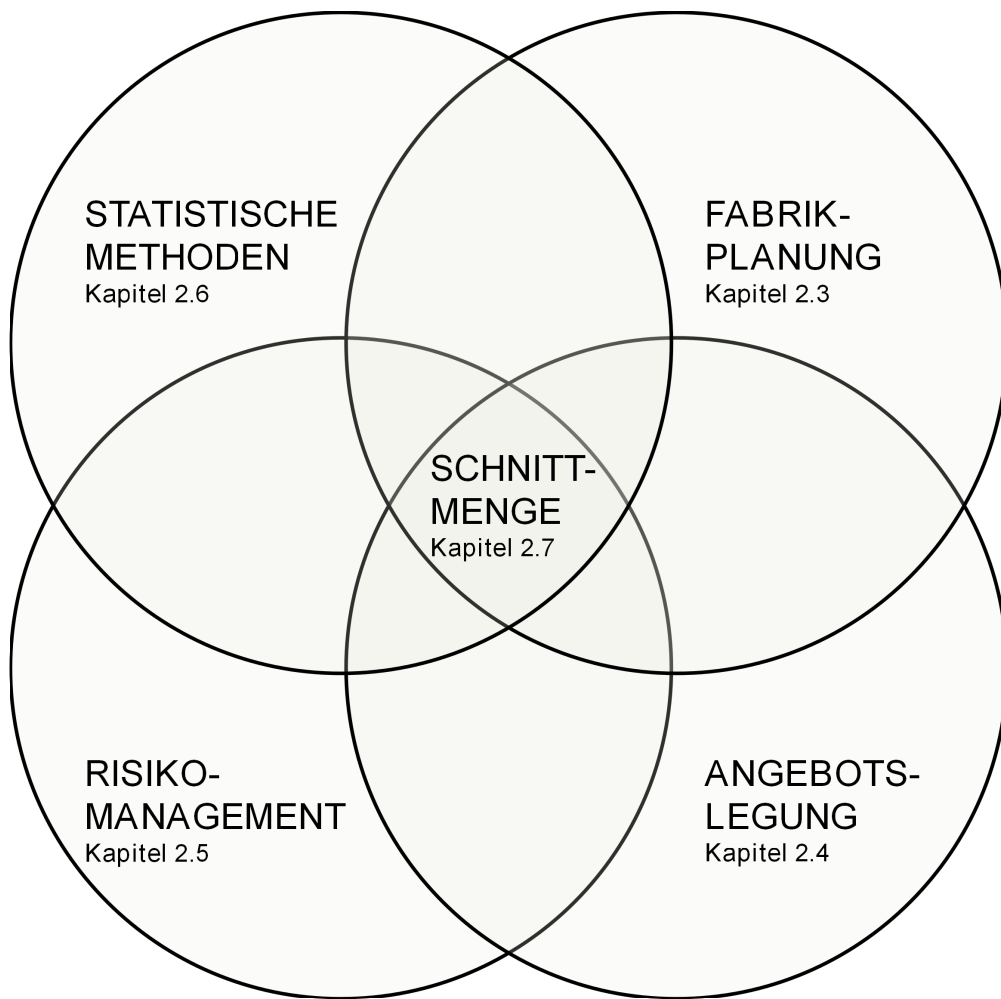 STATISTISCHE
METHODEN
Kapitel 2.6
FABRIK-
PLANUNG
Kapitel 2.3
SCHNITT-
MENGE
Kapitel 2.7
RISIKO-
MANAGEMENT
Kapitel 2.5
ANGEBOTS-
LEGUNG
Kapitel 2.4